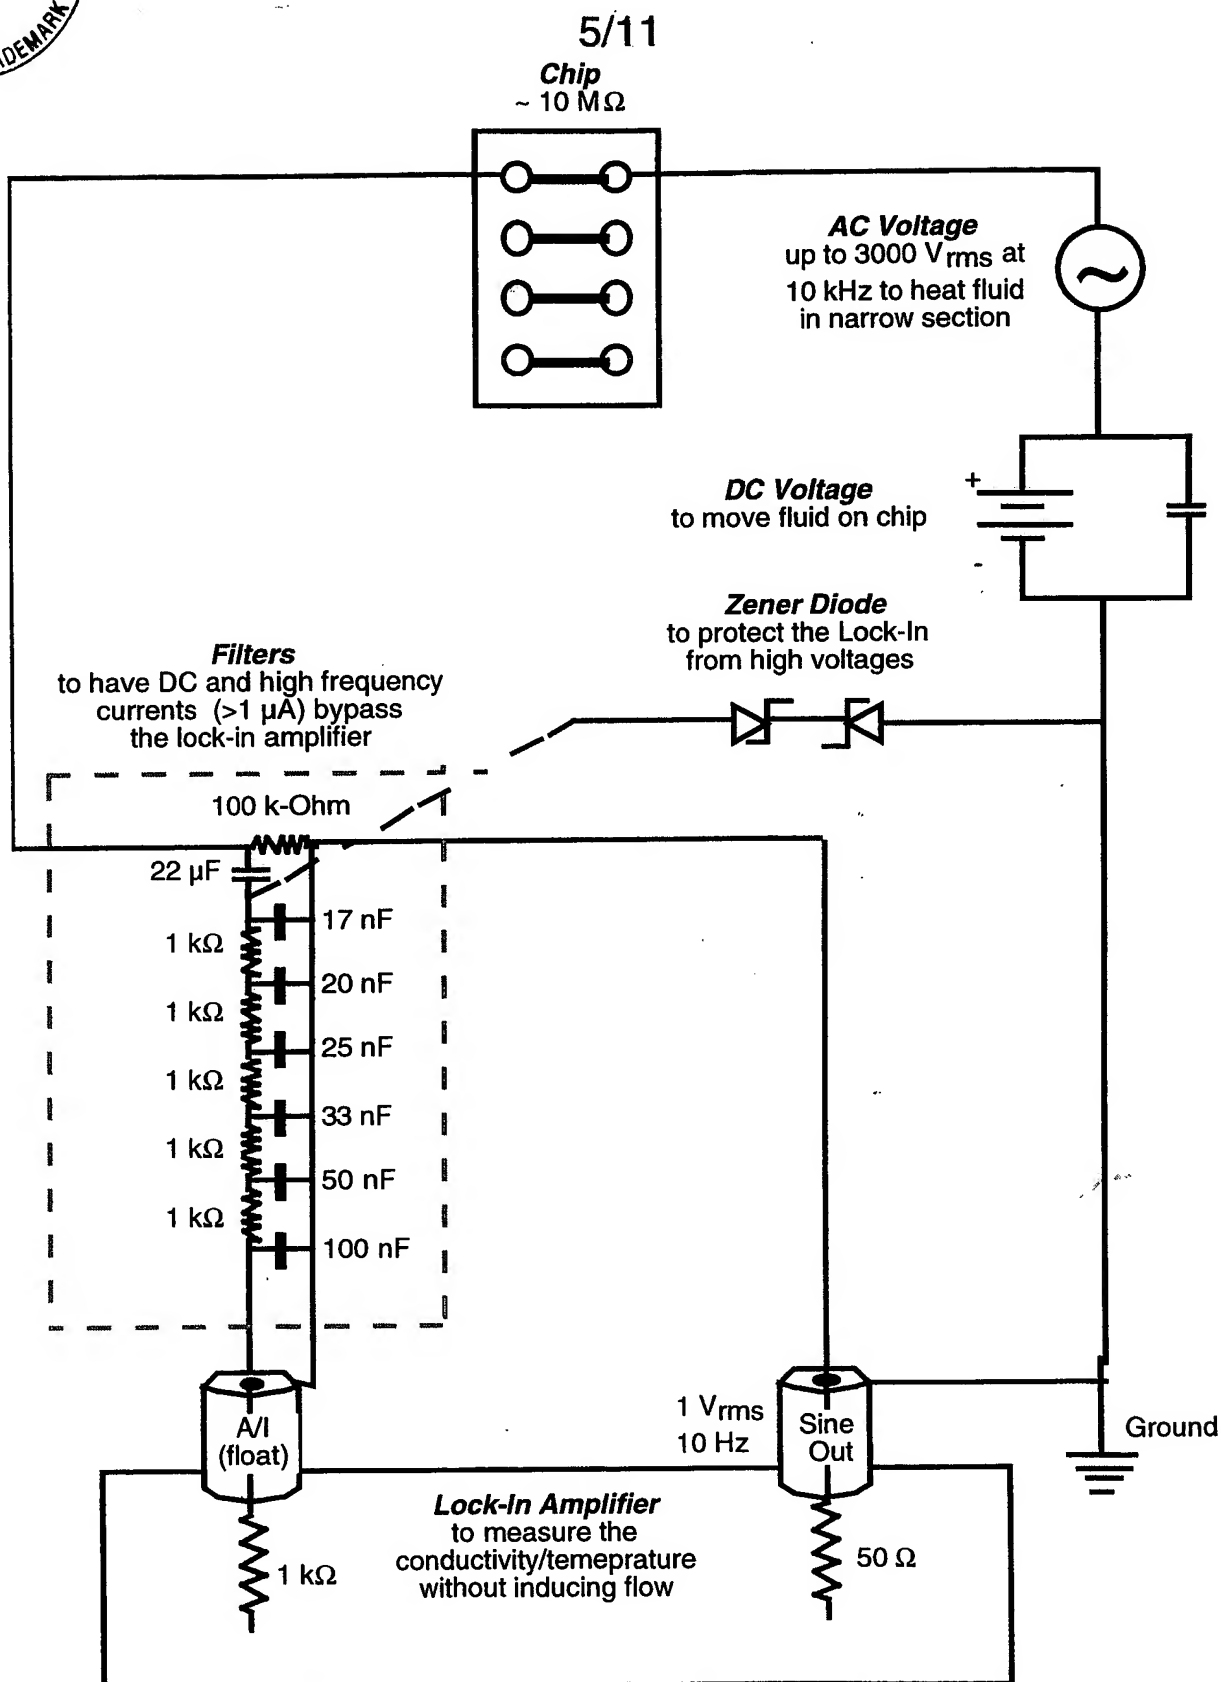 5/11
Chip
~ 10 MΩ
AC Voltage
up to 3000 Vrms at
10 kHz to heat fluid
in narrow section
+
DC Voltage
to move fluid on chip
-
Zener Diode
to protect the Lock-In
from high voltages
Filters
to have DC and high frequency
currents (>1 µA) bypass
the lock-in amplifier
100 k-Ohm
22 µF
17 nF
1 kΩ
20 nF
1 kΩ
25 nF
1 kΩ
33 nF
1 kΩ
50 nF
1 kΩ
100 nF
A/I
(float)
1 Vrms
10 Hz
Sine
Out
Ground
Lock-In Amplifier
to measure the
conductivity/temeprature
without inducing flow
1 kΩ
50 Ω